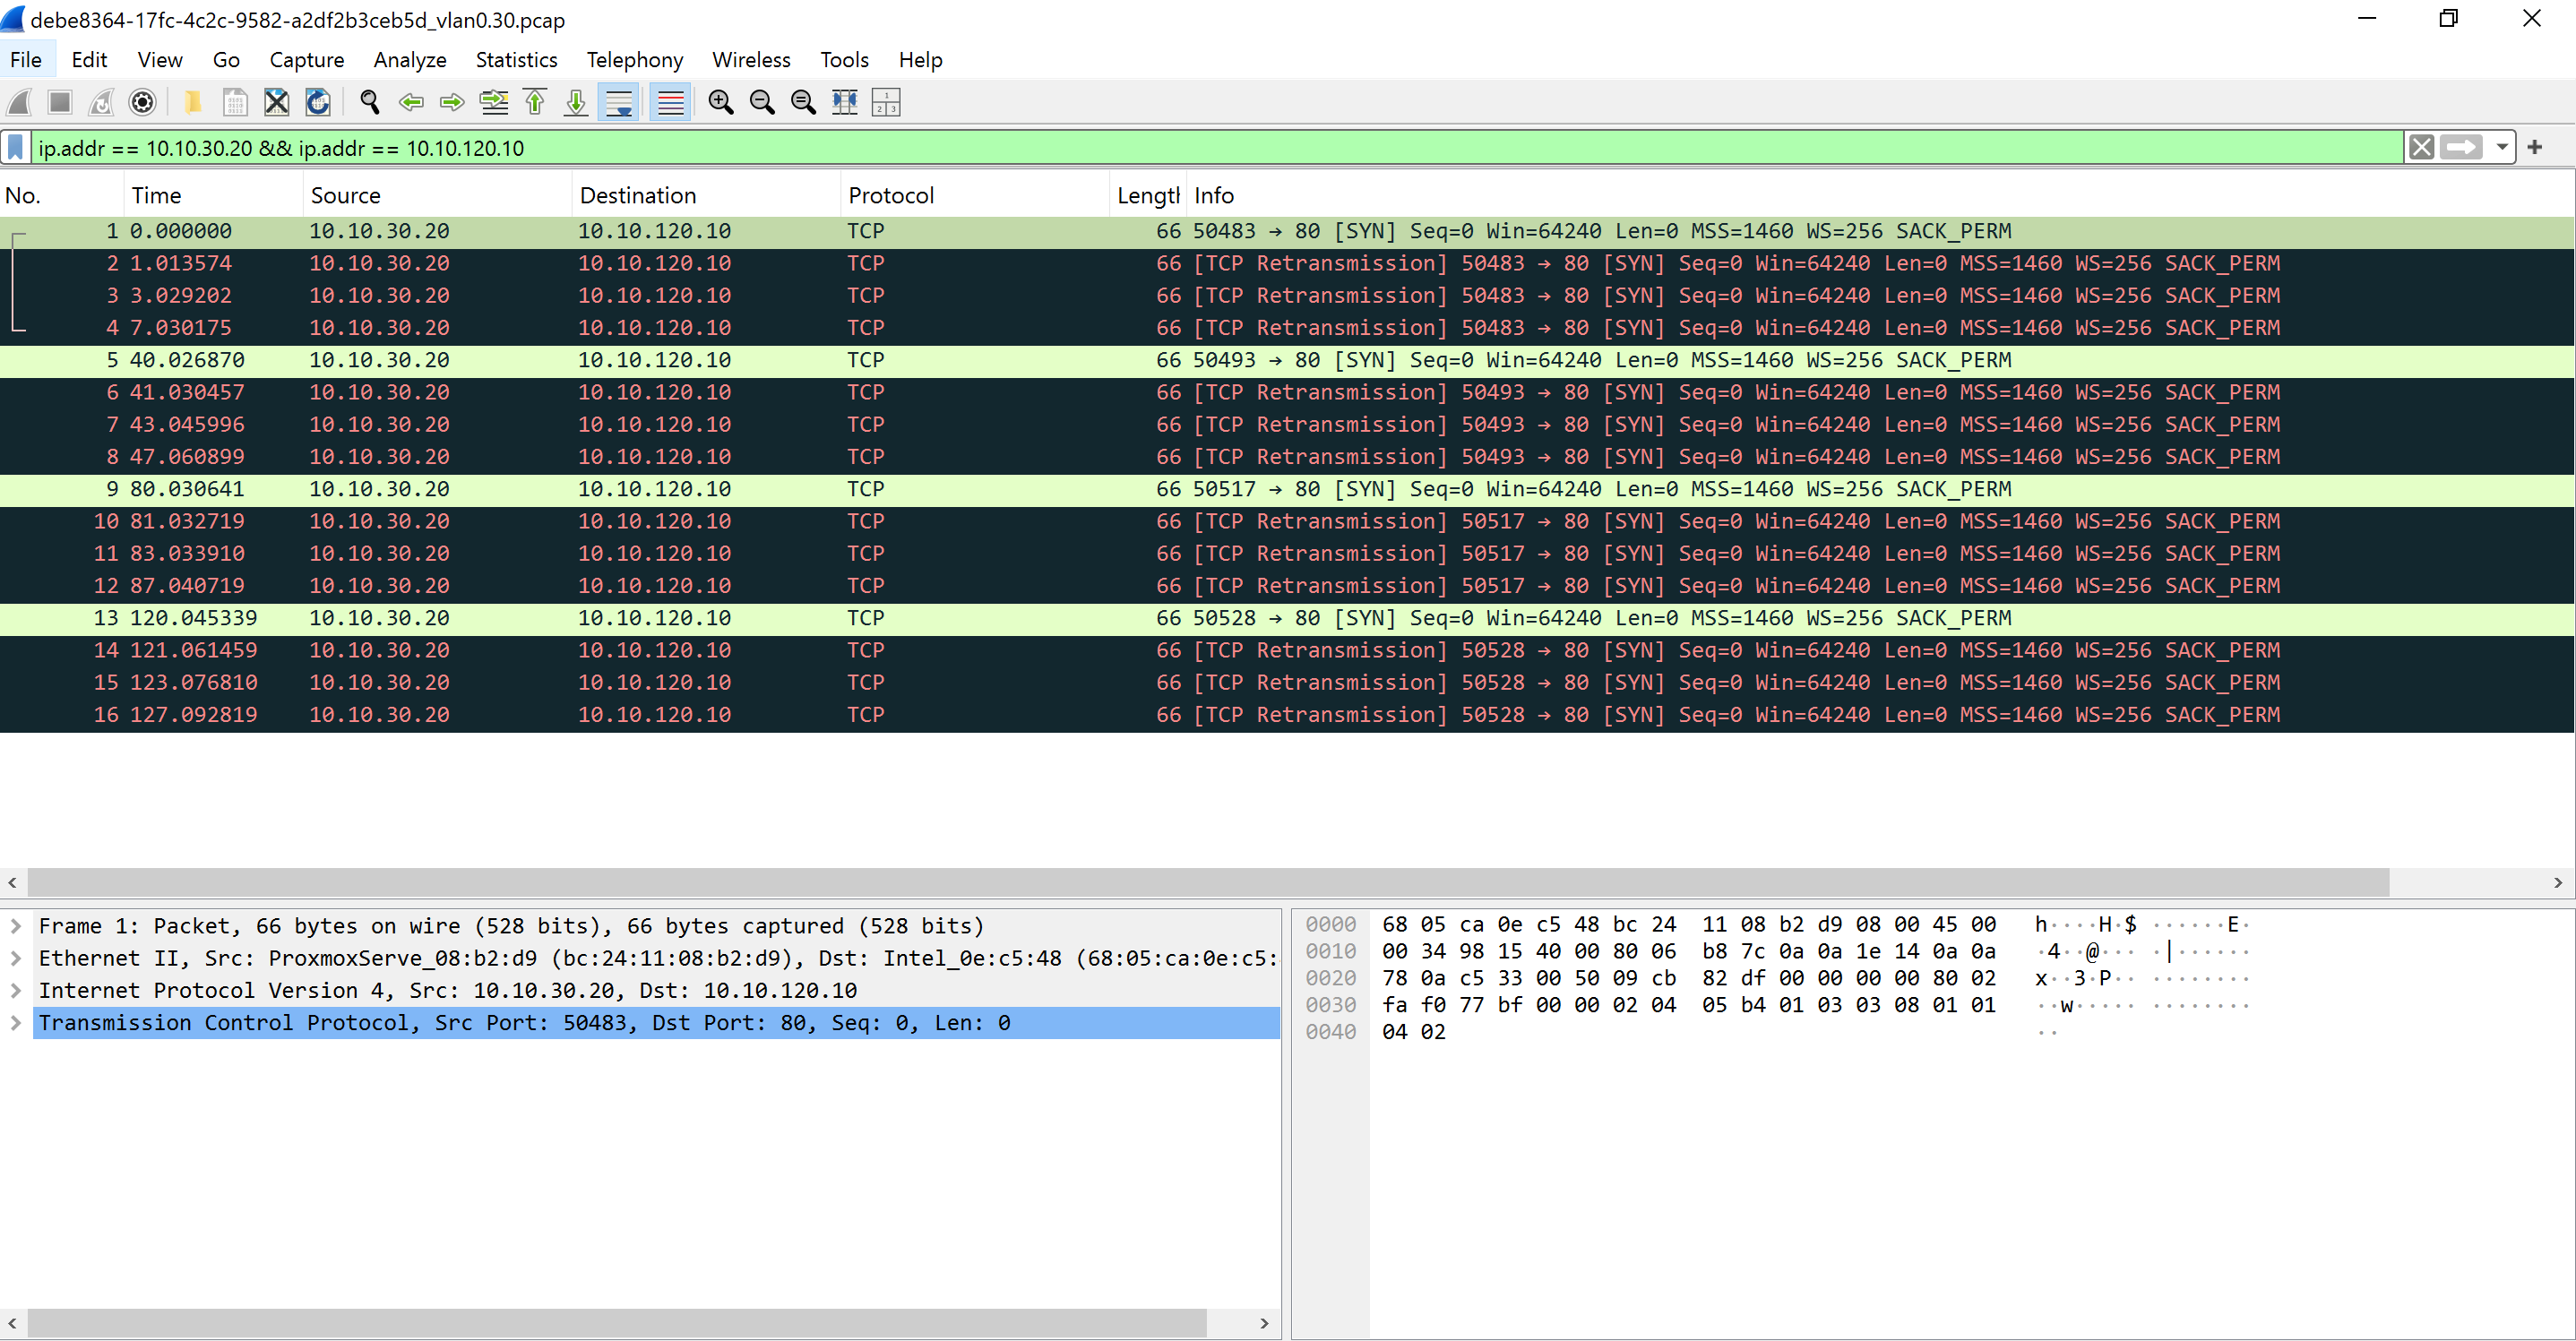 debe8364-17fc-4c2c-9582-a2df2b3ceb5d_vlan0.30.pcap
File Edit View Go Capture Analyze Statistics Telephony Wireless Tools Help
ip.addr == 10.10.30.20 && ip.addr == 10.10.120.10
No. Time Source Destination Protocol Length Info
1 0.000000 10.10.30.20 10.10.120.10 TCP 66 50483 → 80 [SYN] Seq=0 Win=64240 Len=0 MSS=1460 WS=256 SACK_PERM
2 1.013574 10.10.30.20 10.10.120.10 TCP 66 [TCP Retransmission] 50483 → 80 [SYN] Seq=0 Win=64240 Len=0 MSS=1460 WS=256 SACK_PERM
3 3.029202 10.10.30.20 10.10.120.10 TCP 66 [TCP Retransmission] 50483 → 80 [SYN] Seq=0 Win=64240 Len=0 MSS=1460 WS=256 SACK_PERM
4 7.030175 10.10.30.20 10.10.120.10 TCP 66 [TCP Retransmission] 50483 → 80 [SYN] Seq=0 Win=64240 Len=0 MSS=1460 WS=256 SACK_PERM
5 40.026870 10.10.30.20 10.10.120.10 TCP 66 50493 → 80 [SYN] Seq=0 Win=64240 Len=0 MSS=1460 WS=256 SACK_PERM
6 41.030457 10.10.30.20 10.10.120.10 TCP 66 [TCP Retransmission] 50493 → 80 [SYN] Seq=0 Win=64240 Len=0 MSS=1460 WS=256 SACK_PERM
7 43.045996 10.10.30.20 10.10.120.10 TCP 66 [TCP Retransmission] 50493 → 80 [SYN] Seq=0 Win=64240 Len=0 MSS=1460 WS=256 SACK_PERM
8 47.060899 10.10.30.20 10.10.120.10 TCP 66 [TCP Retransmission] 50493 → 80 [SYN] Seq=0 Win=64240 Len=0 MSS=1460 WS=256 SACK_PERM
9 80.030641 10.10.30.20 10.10.120.10 TCP 66 50517 → 80 [SYN] Seq=0 Win=64240 Len=0 MSS=1460 WS=256 SACK_PERM
10 81.032719 10.10.30.20 10.10.120.10 TCP 66 [TCP Retransmission] 50517 → 80 [SYN] Seq=0 Win=64240 Len=0 MSS=1460 WS=256 SACK_PERM
11 83.033910 10.10.30.20 10.10.120.10 TCP 66 [TCP Retransmission] 50517 → 80 [SYN] Seq=0 Win=64240 Len=0 MSS=1460 WS=256 SACK_PERM
12 87.040719 10.10.30.20 10.10.120.10 TCP 66 [TCP Retransmission] 50517 → 80 [SYN] Seq=0 Win=64240 Len=0 MSS=1460 WS=256 SACK_PERM
13 120.045339 10.10.30.20 10.10.120.10 TCP 66 50528 → 80 [SYN] Seq=0 Win=64240 Len=0 MSS=1460 WS=256 SACK_PERM
14 121.061459 10.10.30.20 10.10.120.10 TCP 66 [TCP Retransmission] 50528 → 80 [SYN] Seq=0 Win=64240 Len=0 MSS=1460 WS=256 SACK_PERM
15 123.076810 10.10.30.20 10.10.120.10 TCP 66 [TCP Retransmission] 50528 → 80 [SYN] Seq=0 Win=64240 Len=0 MSS=1460 WS=256 SACK_PERM
16 127.092819 10.10.30.20 10.10.120.10 TCP 66 [TCP Retransmission] 50528 → 80 [SYN] Seq=0 Win=64240 Len=0 MSS=1460 WS=256 SACK_PERM
Frame 1: Packet, 66 bytes on wire (528 bits), 66 bytes captured (528 bits)
Ethernet II, Src: ProxmoxServe_08:b2:d9 (bc:24:11:08:b2:d9), Dst: Intel_0e:c5:48 (68:05:ca:0e:c5:
Internet Protocol Version 4, Src: 10.10.30.20, Dst: 10.10.120.10
Transmission Control Protocol, Src Port: 50483, Dst Port: 80, Seq: 0, Len: 0
0000 68 05 ca 0e c5 48 bc 24 11 08 b2 d9 08 00 45 00 h····H·$ ······E·
0010 00 34 98 15 40 00 80 06 b8 7c 0a 0a 1e 14 0a 0a ·4··@··· ·|······
0020 78 0a c5 33 00 50 09 cb 82 df 00 00 00 00 80 02 x··3·P·· ········
0030 fa f0 77 bf 00 00 02 04 05 b4 01 03 03 08 01 01 ··w····· ········
0040 04 02 ··